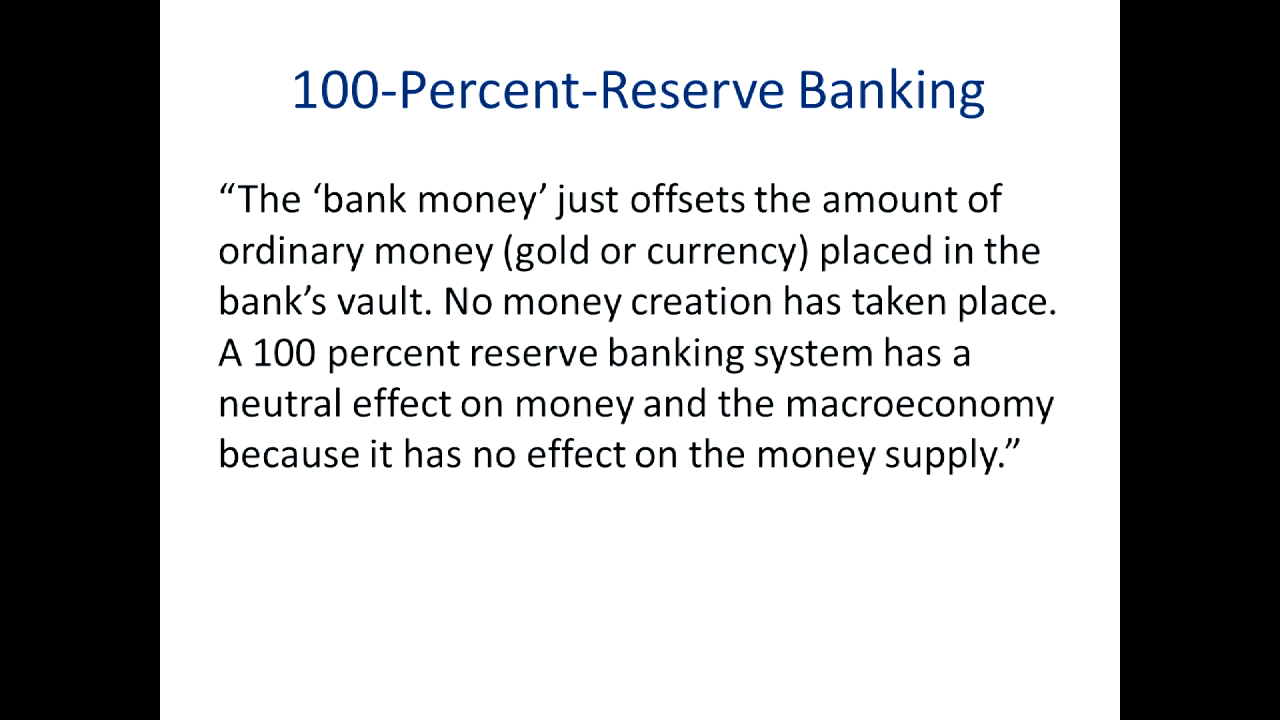 100-Percent-Reserve Banking
“The ‘bank money’ just offsets the amount of
ordinary money (gold or currency) placed in the
bank’s vault. No money creation has taken place.
A 100 percent reserve banking system has a
neutral effect on money and the macroeconomy
because it has no effect on the money supply.”